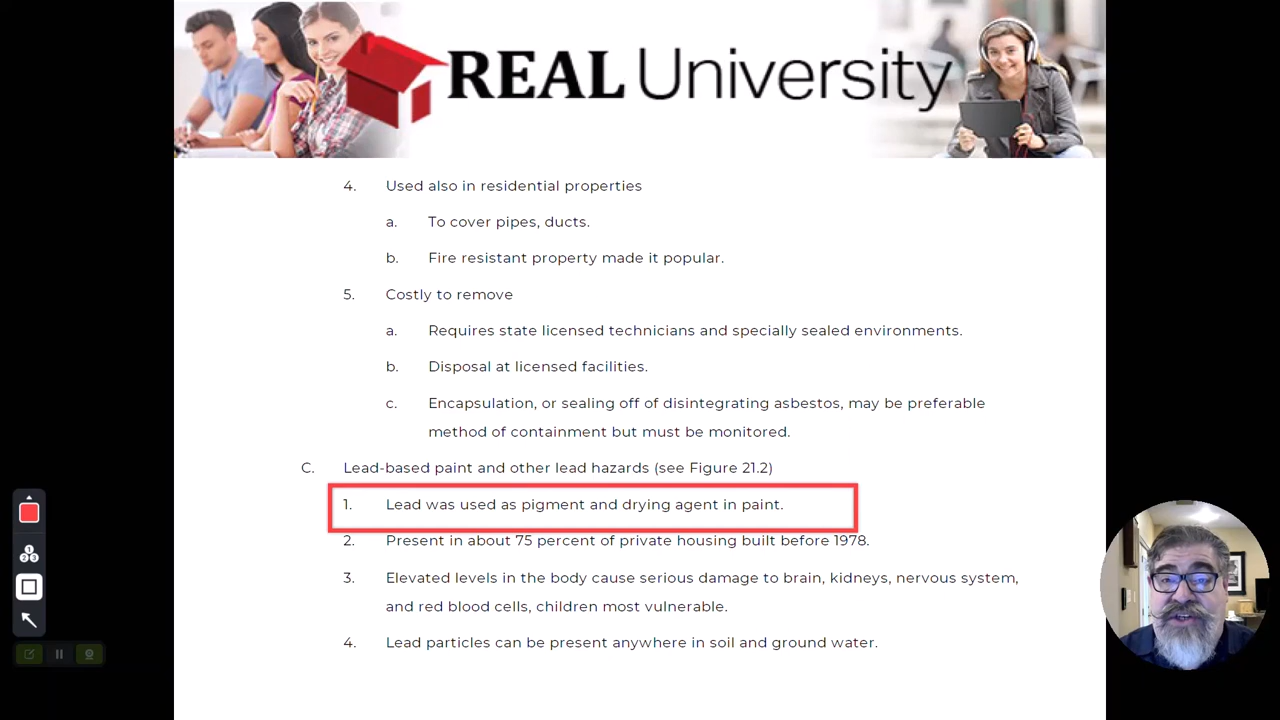 REAL University
4. Used also in residential properties
a. To cover pipes, ducts.
b. Fire resistant property made it popular.
5. Costly to remove
a. Requires state licensed technicians and specially sealed environments.
b. Disposal at licensed facilities.
c. Encapsulation, or sealing off of disintegrating asbestos, may be preferable
method of containment but must be monitored.
C. Lead-based paint and other lead hazards (see Figure 21.2)
1. Lead was used as pigment and drying agent in paint.
2. Present in about 75 percent of private housing built before 1978.
3. Elevated levels in the body cause serious damage to brain, kidneys, nervous system,
and red blood cells, children most vulnerable.
4. Lead particles can be present anywhere in soil and ground water.